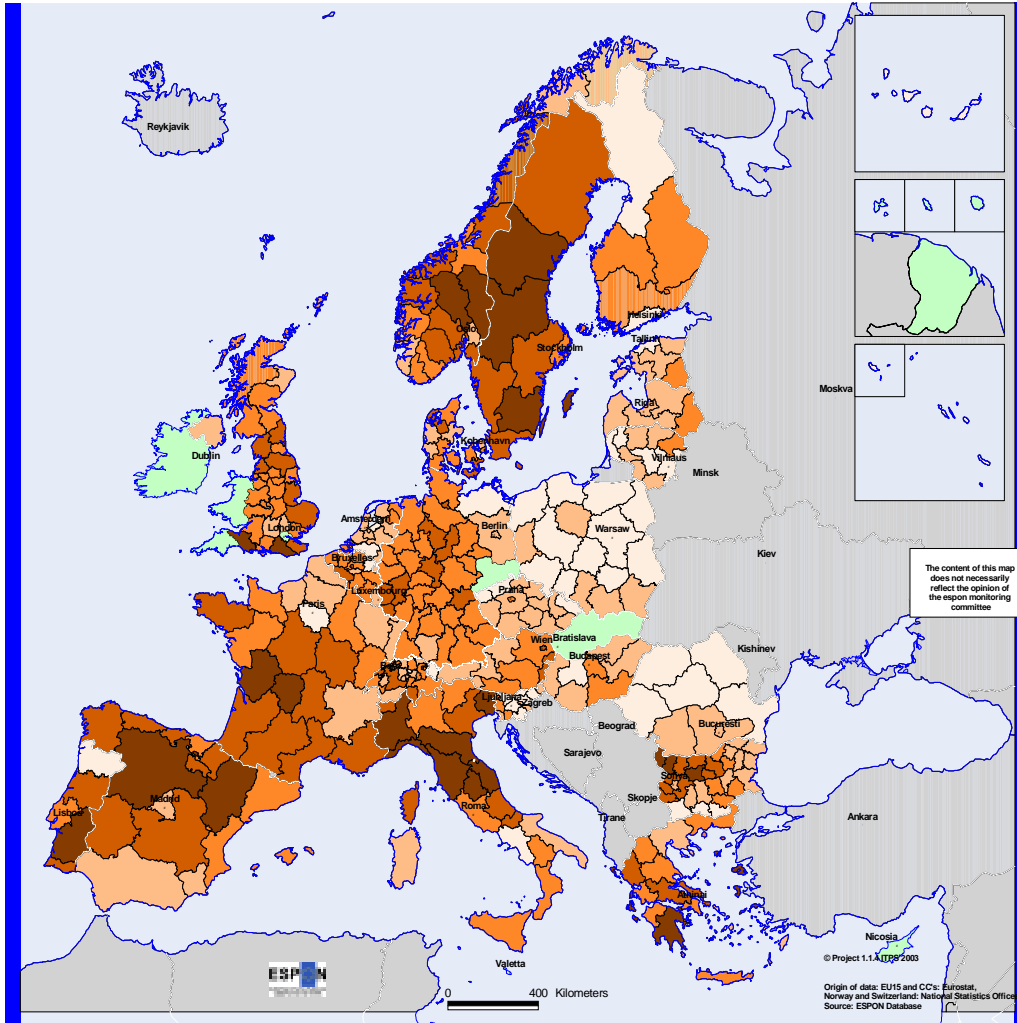 Reykjavik
Oslo
Helsinki
Tallinn
Stockholm
Moskva
Riga
Dublin
København
Vilniaus
Minsk
London
Amsterdam
Berlin
Warsaw
Kiev
Bruxelles
The content of this map
does not necessarily
reflect the opinion of
the espon monitoring
committee
Luxembourg
Praha
Paris
Wien
Bratislava
Kishinev
Budapest
Ljubljana
Zagreb
Beograd
Bucuresti
Sarajevo
Sofiya
Madrid
Skopje
Lisboa
Roma
Tirane
Ankara
Athinai
Nicosia
Valetta
© Project 1.1.4 ITPS 2003
ESPON
0 400 Kilometers
Origin of data: EU15 and CC's: Eurostat,
Norway and Switzerland: National Statistics Office
Source: ESPON Database